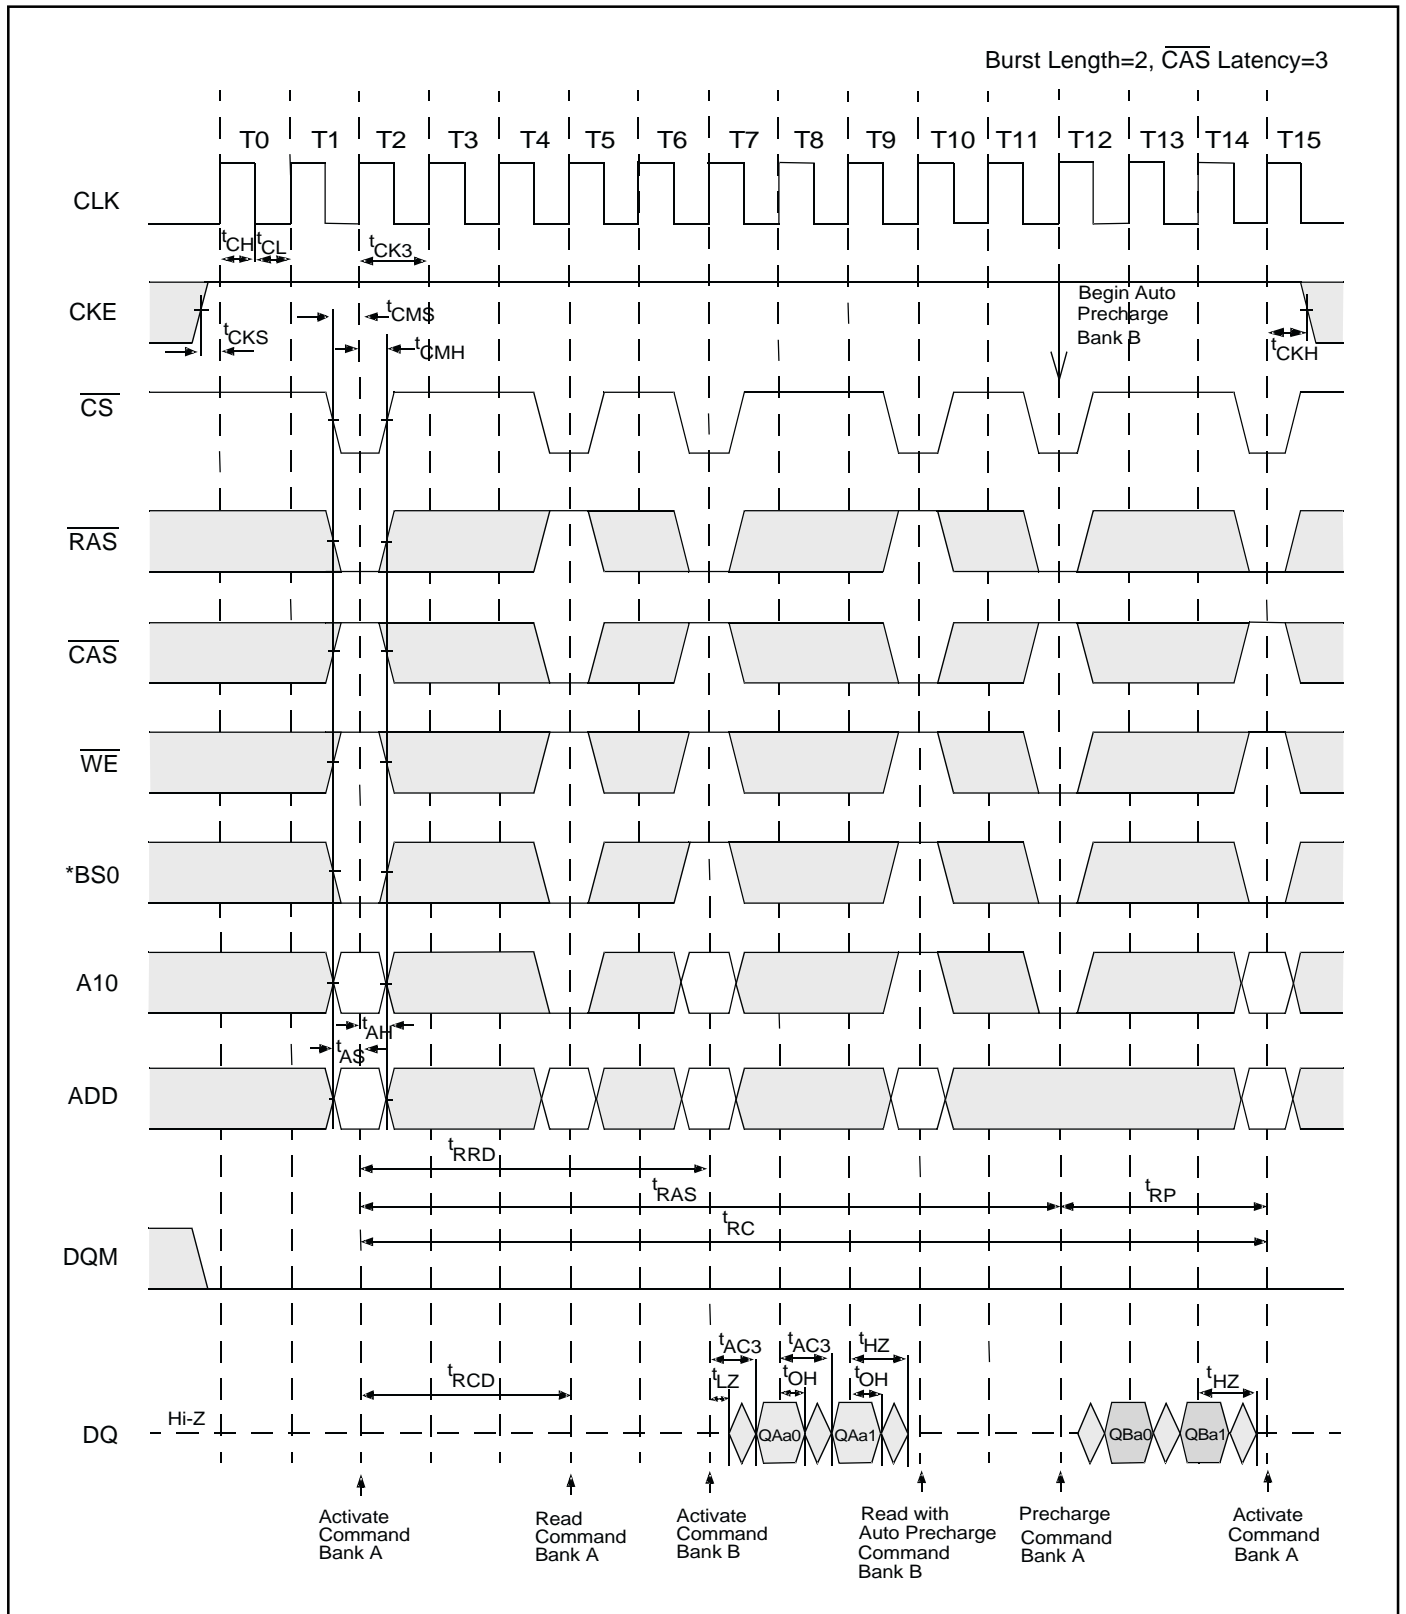 Burst Length=2, CAS Latency=3
T0 T1 T2 T3 T4 T5 T6 T7 T8 T9 T10 T11 T12 T13 T14 T15
CLK
tCH tCL tCK3
CKE
tCKS
tCMS
tCMH
Begin Auto
Precharge
Bank B
tCKH
CS
RAS
CAS
WE
*BS0
A10
tAH
tAS
ADD
tRRD
tRAS
tRP
tRC
DQM
tAC3 tAC3 tHZ
tRCD
tLZ tOH tOH
tHZ
Hi-Z
DQ
QAa0 QAa1 QBa0 QBa1
Activate
Command
Bank A
Read
Command
Bank A
Activate
Command
Bank B
Read with
Auto Precharge
Command
Bank B
Precharge
Command
Bank A
Activate
Command
Bank A